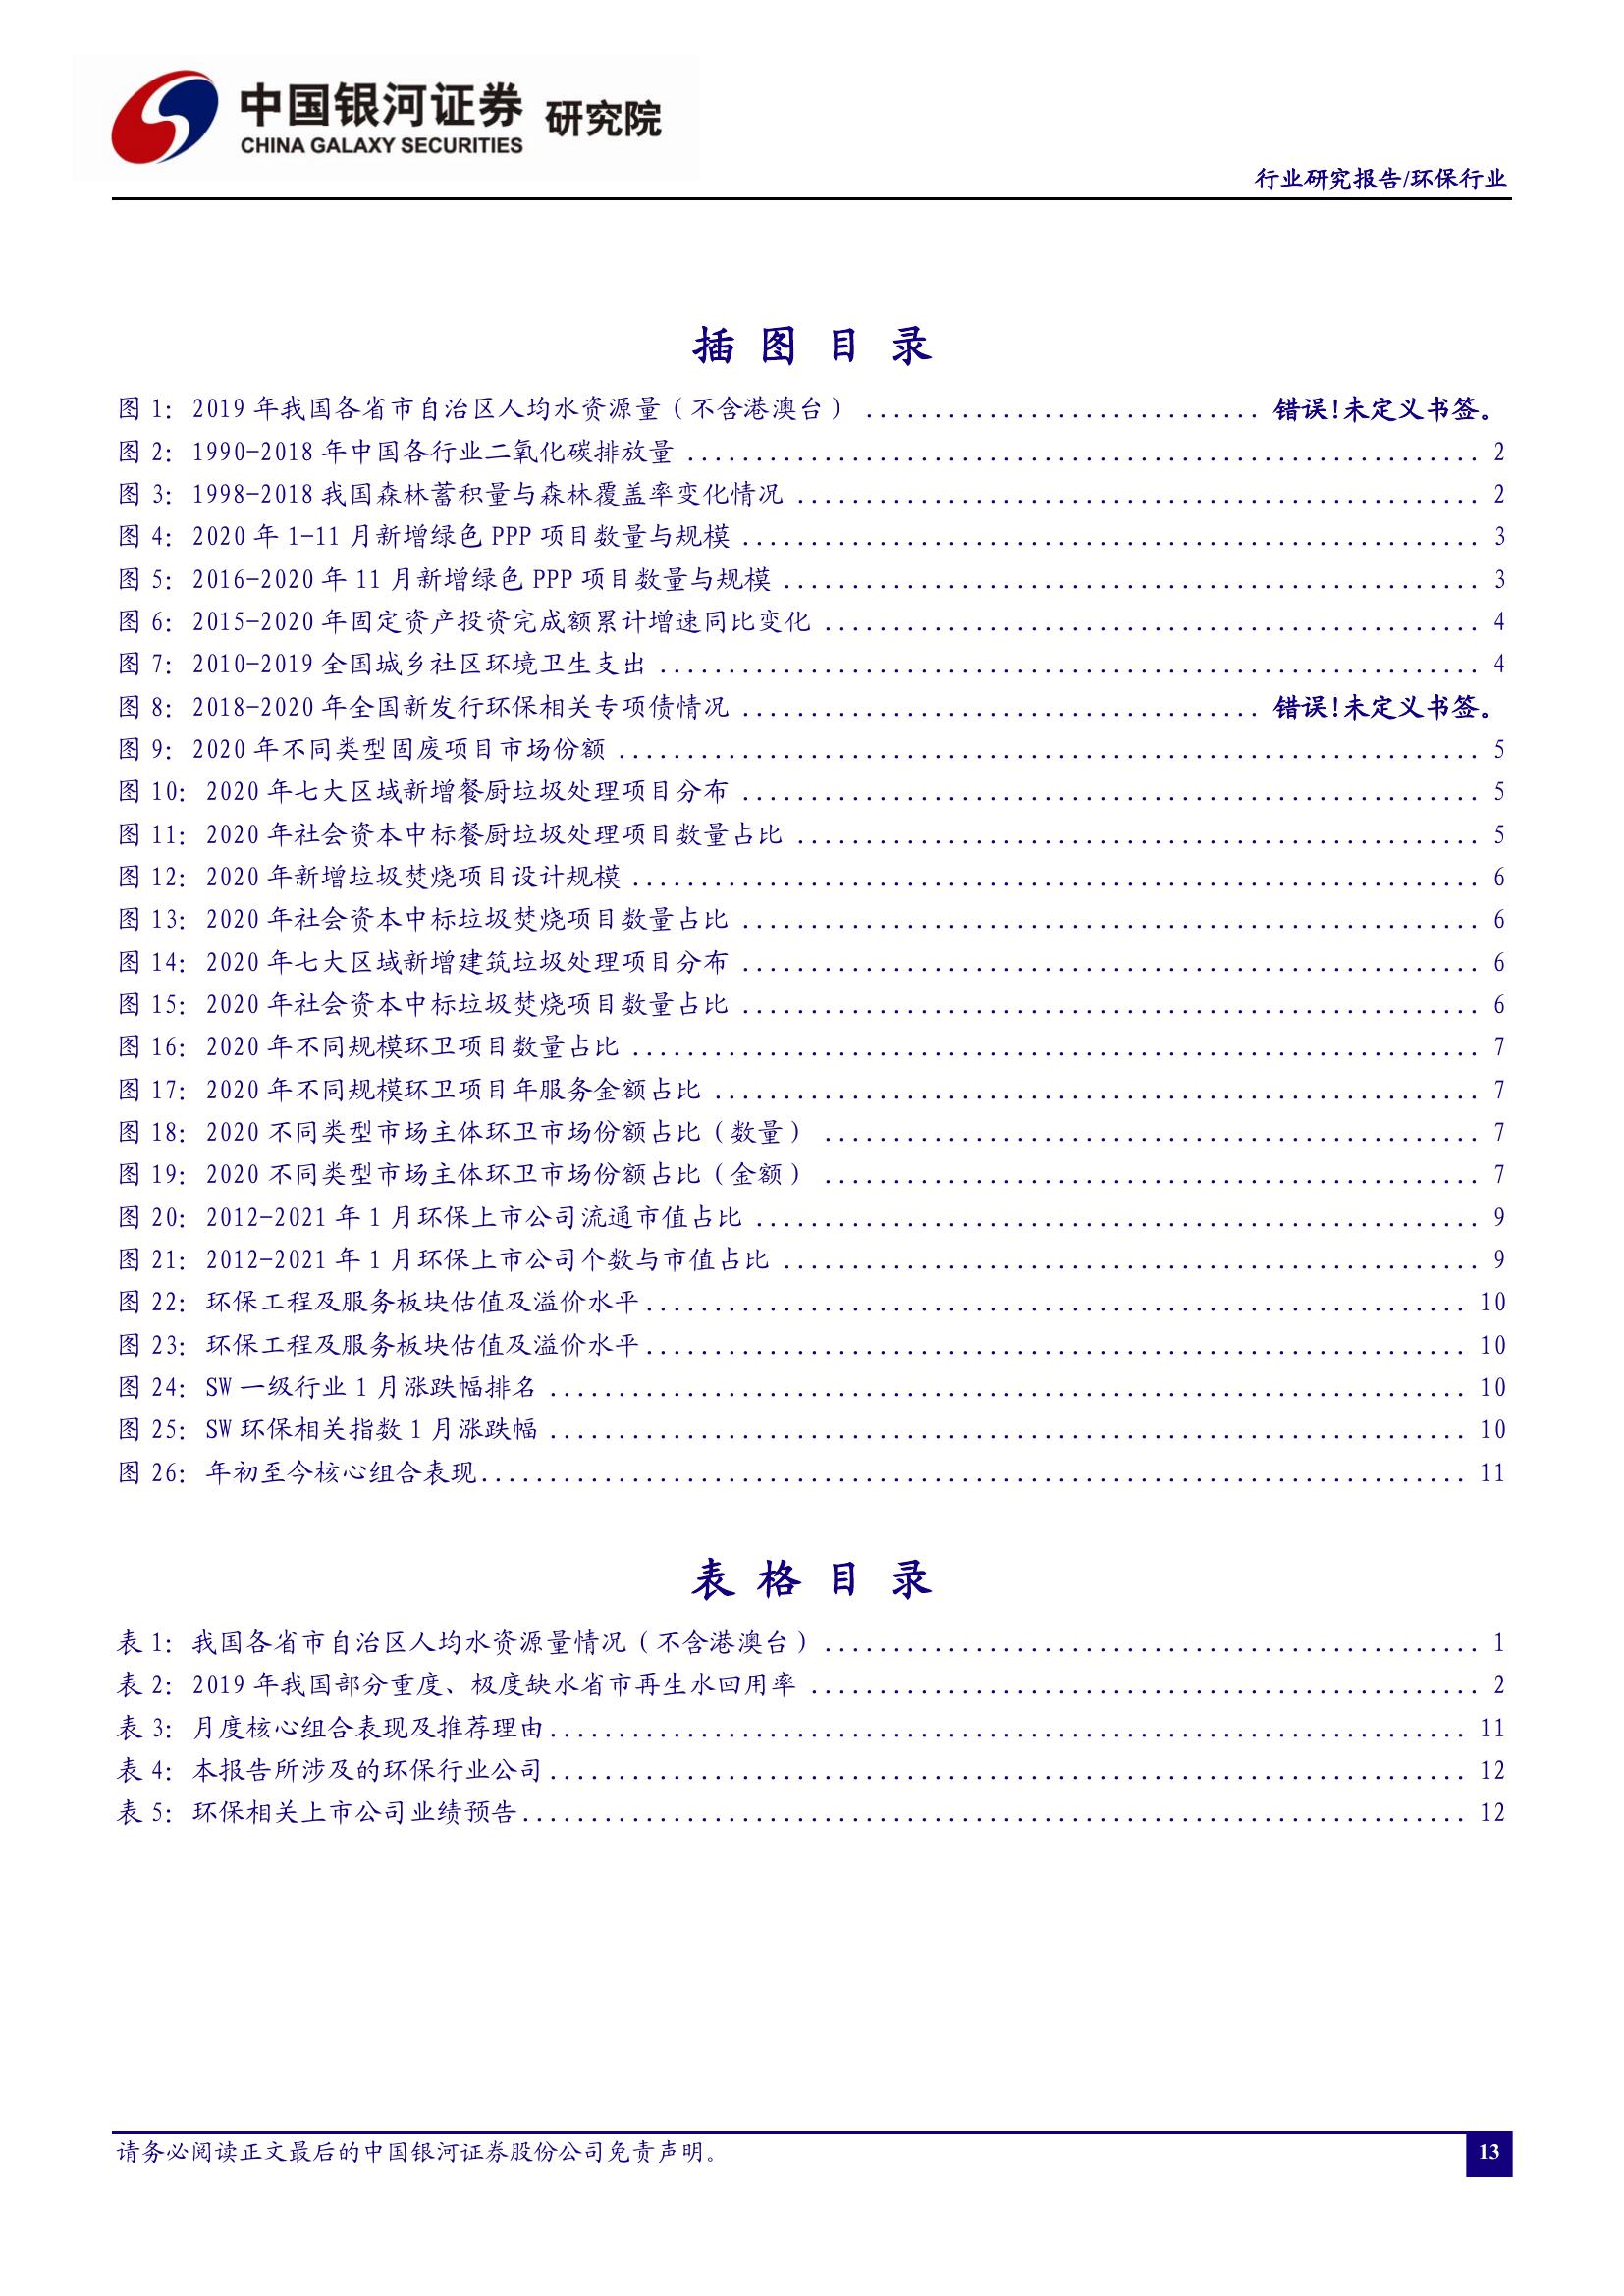 中国银河证券 研究院
CHINA GALAXY SECURITIES
行业研究报告/环保行业
插 图 目 录
图 1：2019 年我国各省市自治区人均水资源量（不含港澳台） ............................. 错误!未定义书签。
图 2：1990-2018 年中国各行业二氧化碳排放量 .......................................................... 2
图 3：1998-2018 我国森林蓄积量与森林覆盖率变化情况 .................................................. 2
图 4：2020 年 1-11 月新增绿色 PPP 项目数量与规模 ...................................................... 3
图 5：2016-2020 年 11 月新增绿色 PPP 项目数量与规模 ................................................... 3
图 6：2015-2020 年固定资产投资完成额累计增速同比变化 ................................................ 4
图 7：2010-2019 全国城乡社区环境卫生支出 ............................................................ 4
图 8：2018-2020 年全国新发行环保相关专项债情况 ...................................... 错误!未定义书签。
图 9：2020 年不同类型固废项目市场份额 ............................................................... 5
图 10：2020 年七大区域新增餐厨垃圾处理项目分布 ...................................................... 5
图 11：2020 年社会资本中标餐厨垃圾处理项目数量占比 .................................................. 5
图 12：2020 年新增垃圾焚烧项目设计规模 .............................................................. 6
图 13：2020 年社会资本中标垃圾焚烧项目数量占比 ...................................................... 6
图 14：2020 年七大区域新增建筑垃圾处理项目分布 ...................................................... 6
图 15：2020 年社会资本中标垃圾焚烧项目数量占比 ...................................................... 6
图 16：2020 年不同规模环卫项目数量占比 .............................................................. 7
图 17：2020 年不同规模环卫项目年服务金额占比 ........................................................ 7
图 18：2020 不同类型市场主体环卫市场份额占比（数量） ................................................ 7
图 19：2020 不同类型市场主体环卫市场份额占比（金额） ................................................ 7
图 20：2012-2021 年 1 月环保上市公司流通市值占比 ..................................................... 9
图 21：2012-2021 年 1 月环保上市公司个数与市值占比 ................................................... 9
图 22：环保工程及服务板块估值及溢价水平 ............................................................ 10
图 23：环保工程及服务板块估值及溢价水平 ............................................................ 10
图 24：SW 一级行业 1 月涨跌幅排名 ................................................................... 10
图 25：SW 环保相关指数 1 月涨跌幅 ................................................................... 10
图 26：年初至今核心组合表现 ........................................................................ 11
表 格 目 录
表 1：我国各省市自治区人均水资源量情况（不含港澳台） ................................................ 1
表 2：2019 年我国部分重度、极度缺水省市再生水回用率 ................................................. 2
表 3：月度核心组合表现及推荐理由 ................................................................... 11
表 4：本报告所涉及的环保行业公司 ................................................................... 12
表 5：环保相关上市公司业绩预告 ..................................................................... 12
请务必阅读正文最后的中国银河证券股份公司免责声明。
13